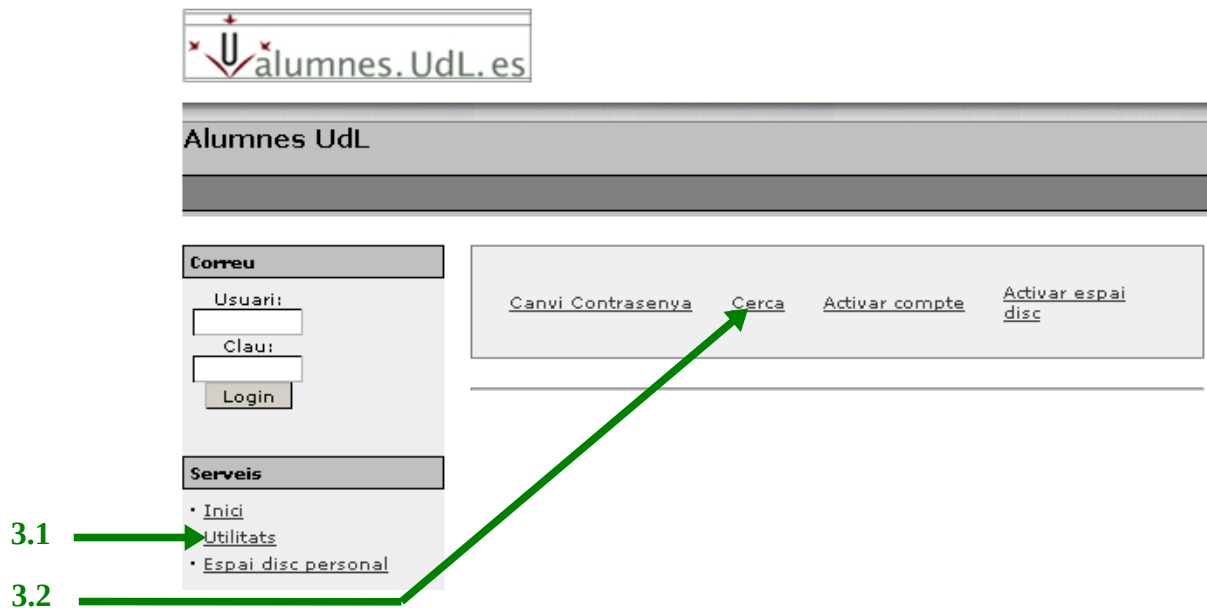 alumnes.UdL.es
Alumnes UdL
Correu
Usuari:
Clau:
Login
Canvi Contrasenya Cerca Activar compte Activar espai
disc
Serveis
Inici
3.1 Utilitats
Espai disc personal
3.2